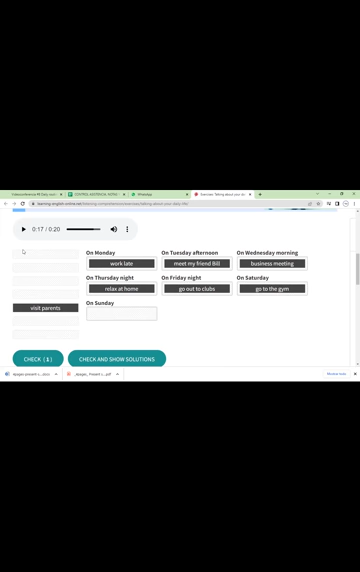 WhatsApp
0:17 / 0:20
On Monday
On Tuesday afternoon
On Wednesday morning
work late
meet my friend Bill
business meeting
On Thursday night
On Friday night
On Saturday
relax at home
go out to clubs
go to the gym
On Sunday
visit parents
CHECK (1)
CHECK AND SHOW SOLUTIONS